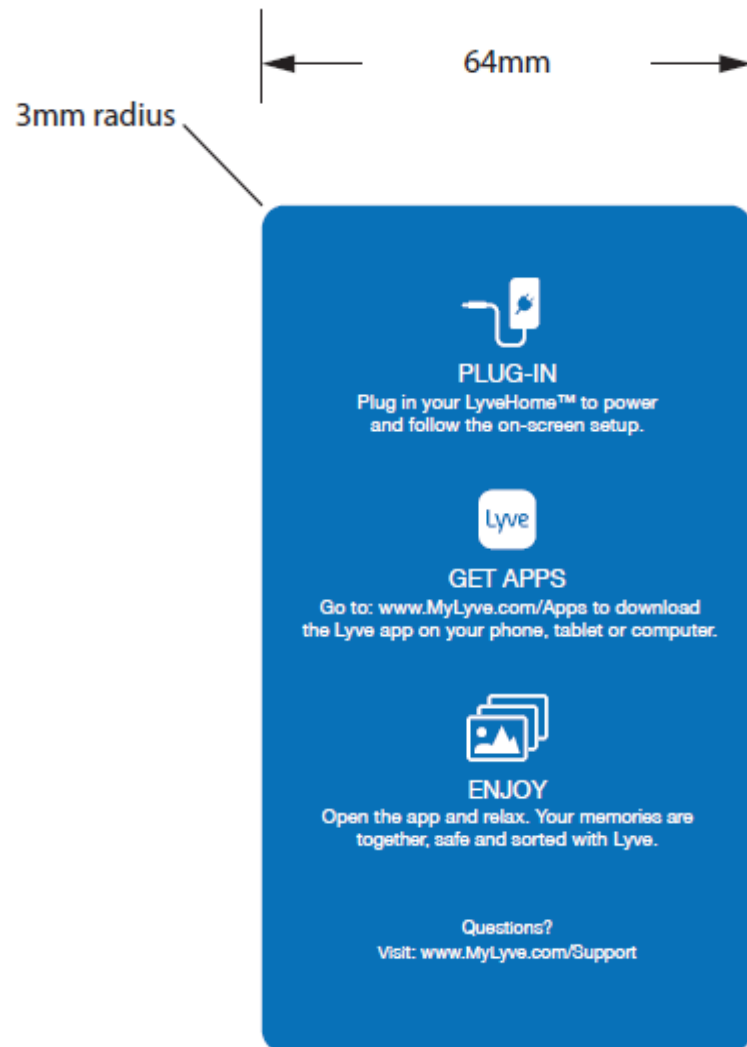 64mm
3mm radius
PLUG-IN
Plug in your LyveHome™ to power
and follow the on-screen setup.
Lyve
GET APPS
Go to: www.MyLyve.com/Apps to download
the Lyve app on your phone, tablet or computer.
ENJOY
Open the app and relax. Your memories are
together, safe and sorted with Lyve.
Questions?
Visit: www.MyLyve.com/Support